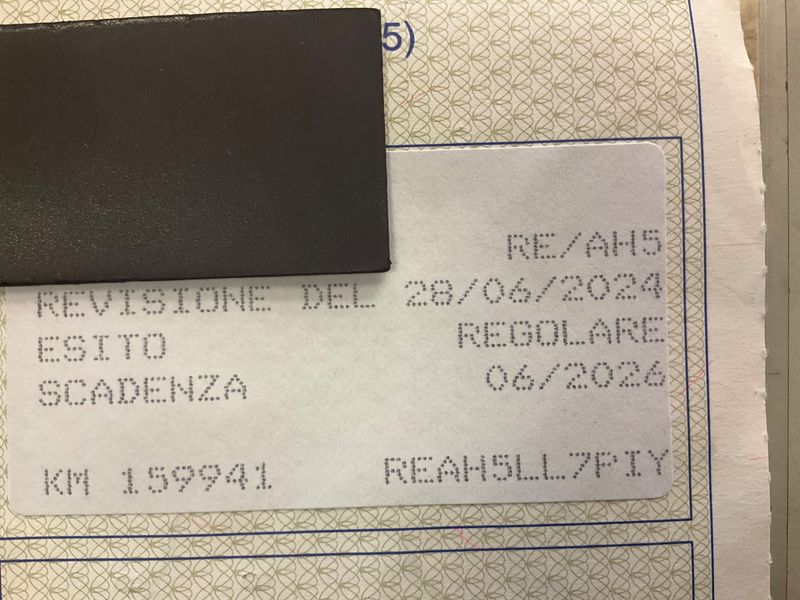 5)
RE/AH5
REVISIONE DEL 28/06/2024
ESITO REGOLARE
SCADENZA 06/2026
KM 159941 REAH5LL7PIY